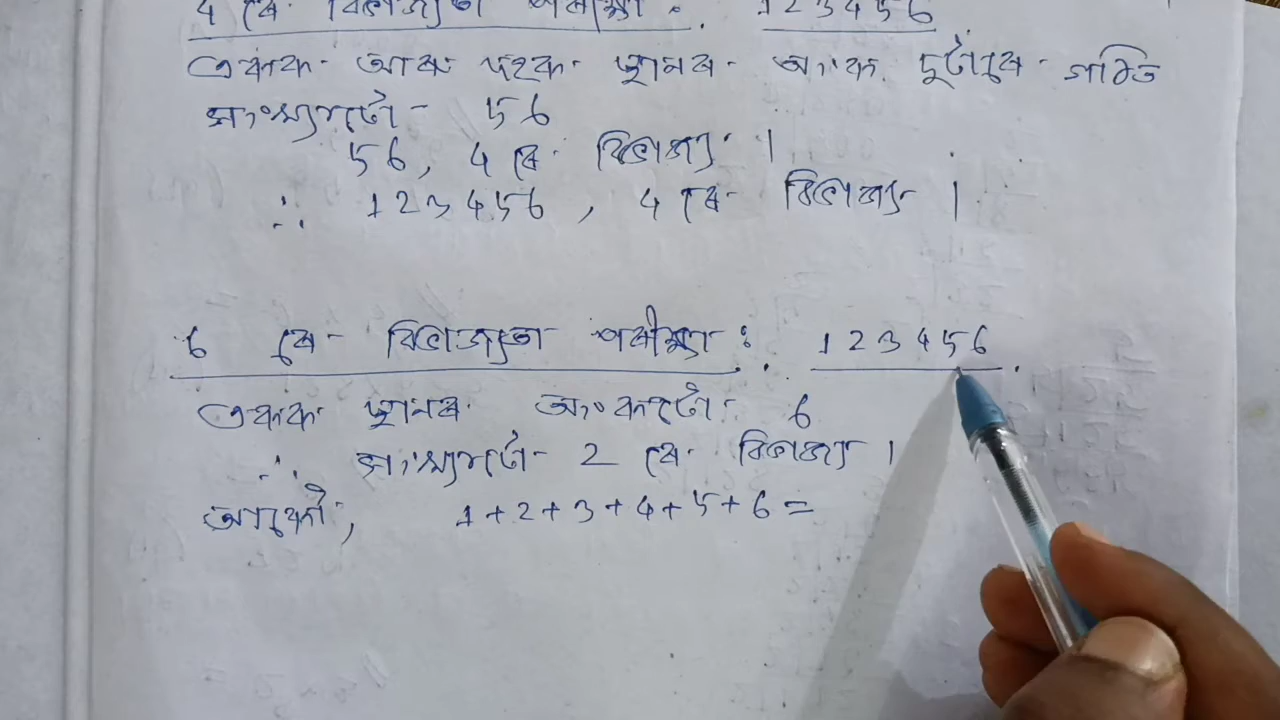 4 ৰে বিভাজ্যতা পৰীক্ষা : 123456
একক আৰু দহক স্থানৰ অংক দুটাৰে গঠিত
সংখ্যাটো - 56
56, 4 ৰে বিভাজ্য ।
∴ 123456 , 4 ৰে বিভাজ্য ।
6 ৰে বিভাজ্যতা পৰীক্ষা : 123456
একক স্থানৰ অংকটো 6
∴ সংখ্যাটো 2 ৰে বিভাজ্য ।
আকৌ, 1+2+3+4+5+6=